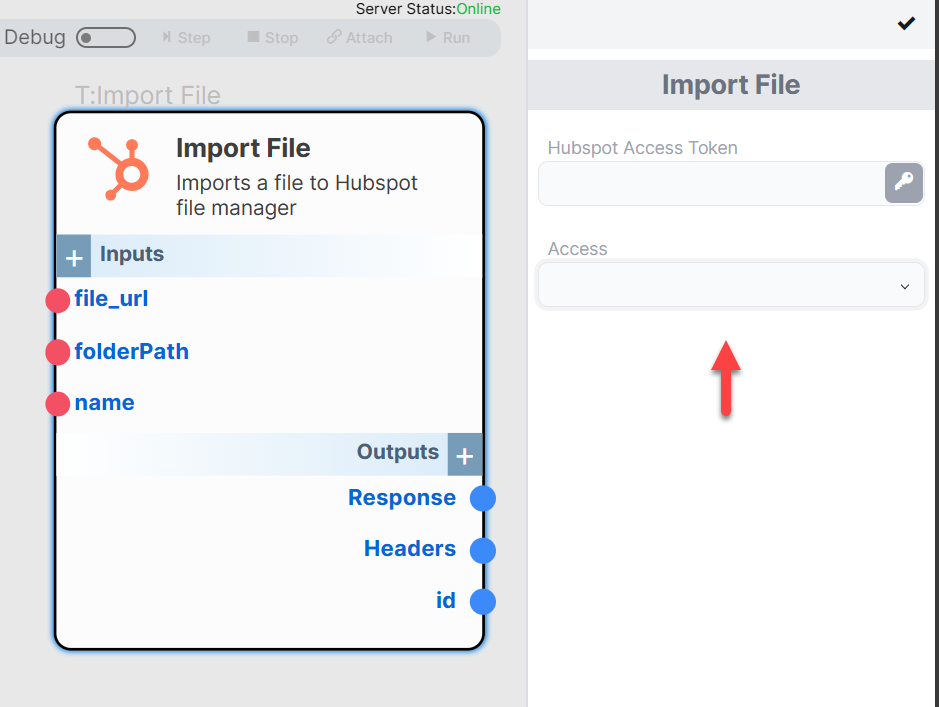 Server Status:Online
Debug Step Stop Attach Run
T:Import File
Import File
Imports a file to Hubspot
file manager
Inputs
file_url
folderPath
name
Outputs
Response
Headers
id
Import File
Hubspot Access Token
Access